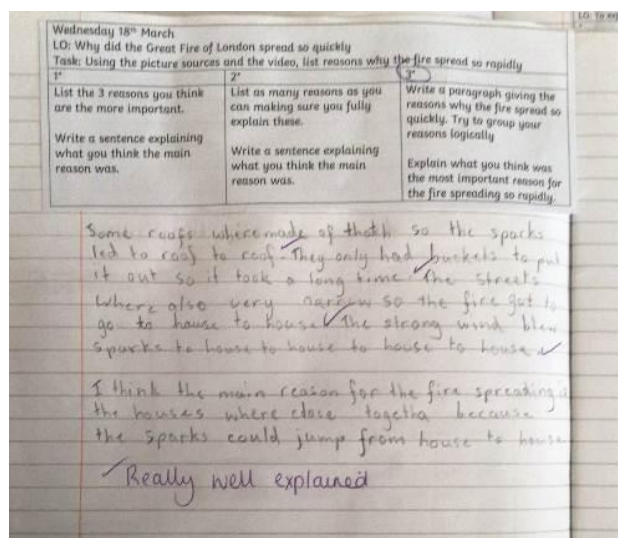 LO: To ex
Wednesday 18th March
LO: Why did the Great Fire of London spread so quickly
Task: Using the picture sources and the video, list reasons why the fire spread so rapidly
1*
List the 3 reasons you think
are the more important.
Write a sentence explaining
what you think the main
reason was.
2*
List as many reasons as you
can making sure you fully
explain these.
Write a sentence explaining
what you think the main
reason was.
3*
Write a paragraph giving the
reasons why the fire spread so
quickly. Try to group your
reasons logically
Explain what you think was
the most important reason for
the fire spreading so rapidly.
Some roofs where made of thath so the sparks
led to roof to roof. They only had buckets to put
it out so it took a long time. The streets
where also very narrow so the fire got to
go to house to house. The strong wind blew
sparks to house to house to house to house.
I think the main reason for the fire spreading is
the houses where close togetha because
the sparks could jump from house to house
Really well explained